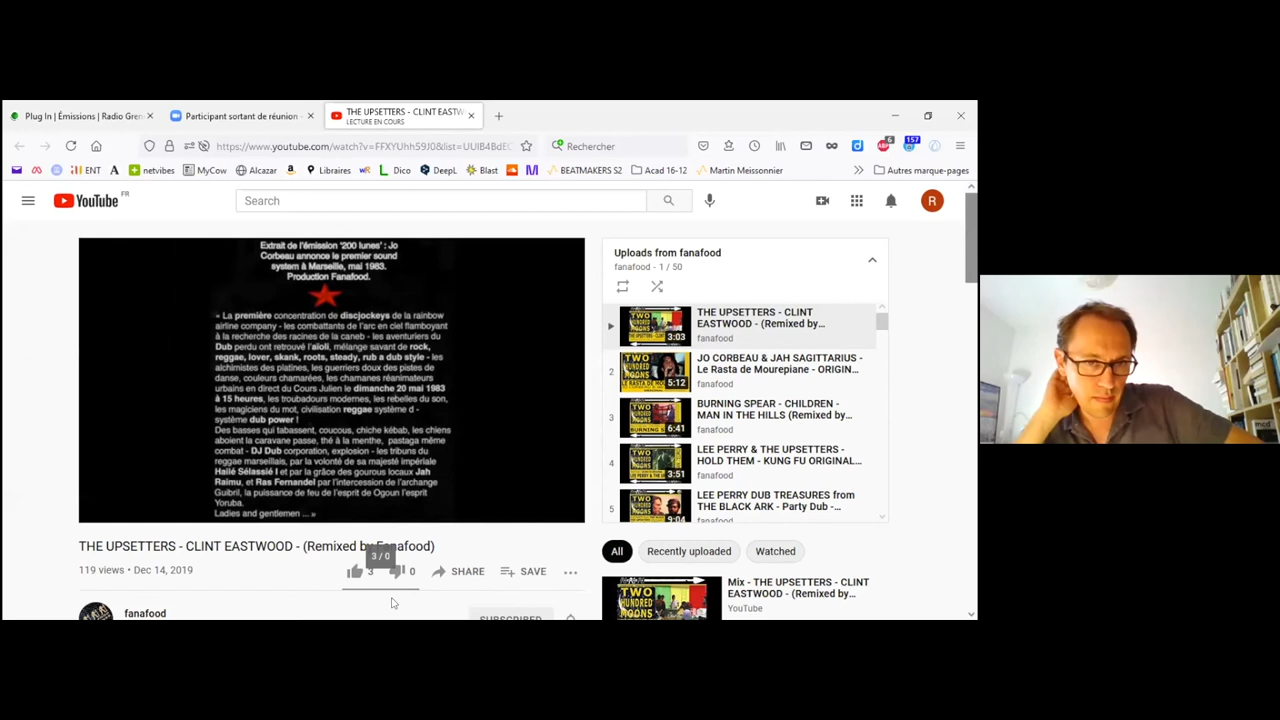 Plug In | Émissions | Radio Gren
Participant sortant de réunion -
THE UPSETTERS - CLINT EASTW
LECTURE EN COURS
https://www.youtube.com/watch?v=FFXYUhh59J0&list=UUIB4BdEC
Rechercher
6
157
ENT
netvibes
MyCow
Alcazar
Libraires
Dico
DeepL
Blast
BEATMAKERS S2
Acad 16-12
Martin Meissonnier
Autres marque-pages
YouTube FR
Search
R
Extrait de l'émission '200 lunes' : Jo
Corbeau annonce le premier sound
system à Marseille, mai 1983.
Production Fanafood.
« La première concentration de discjockeys de la rainbow
airline company - les combattants de l'arc en ciel flamboyant
à la recherche des racines de la caneb - les aventuriers du
Dub perdu ont retrouvé l'aïoli, mélange savant de rock,
reggae, lover, skank, roots, steady, rub a dub style - les
alchimistes des platines, les guerriers doux des pistes de
danse, couleurs chamarées, les chamanes réanimateurs
urbains en direct du Cours Julien le dimanche 20 mai 1983
à 15 heures, les troubadours modernes, les rebelles du son,
les magiciens du mot, civilisation reggae système d -
système dub power !
Des basses qui tabassent, coucous, chiche kébab, les chiens
aboient la caravane passe, thé à la menthe, pastaga même
combat - DJ Dub corporation, explosion - les tribuns du
reggae marseillais, par la volonté de sa majesté impériale
Hailé Sélassié I et par la grâce des gourous locaux Jah
Raimu, et Ras Fernandel par l'intercession de l'archange
Guibril, la puissance de feu de l'esprit de Ogoun l'esprit
Yoruba.
Ladies and gentlemen ... »
Uploads from fanafood
fanafood - 1 / 50
TWO
HUNDRED
MOONS
3:03
THE UPSETTERS - CLINT
EASTWOOD - (Remixed by...
fanafood
2
5:12
JO CORBEAU & JAH SAGITTARIUS -
Le Rasta de Mourepiane - ORIGIN...
fanafood
3
6:41
BURNING SPEAR - CHILDREN -
MAN IN THE HILLS (Remixed by...
fanafood
4
3:51
LEE PERRY & THE UPSETTERS -
HOLD THEM - KUNG FU ORIGINAL...
fanafood
5
9:04
LEE PERRY DUB TREASURES from
THE BLACK ARK - Party Dub -...
fanafood
THE UPSETTERS - CLINT EASTWOOD - (Remixed by Fanafood)
3 / 0
119 views • Dec 14, 2019
3
0
SHARE
SAVE
fanafood
SUBSCRIBED
All
Recently uploaded
Watched
TWO
HUNDRED
MOONS
Mix - THE UPSETTERS - CLINT
EASTWOOD - (Remixed by...
YouTube